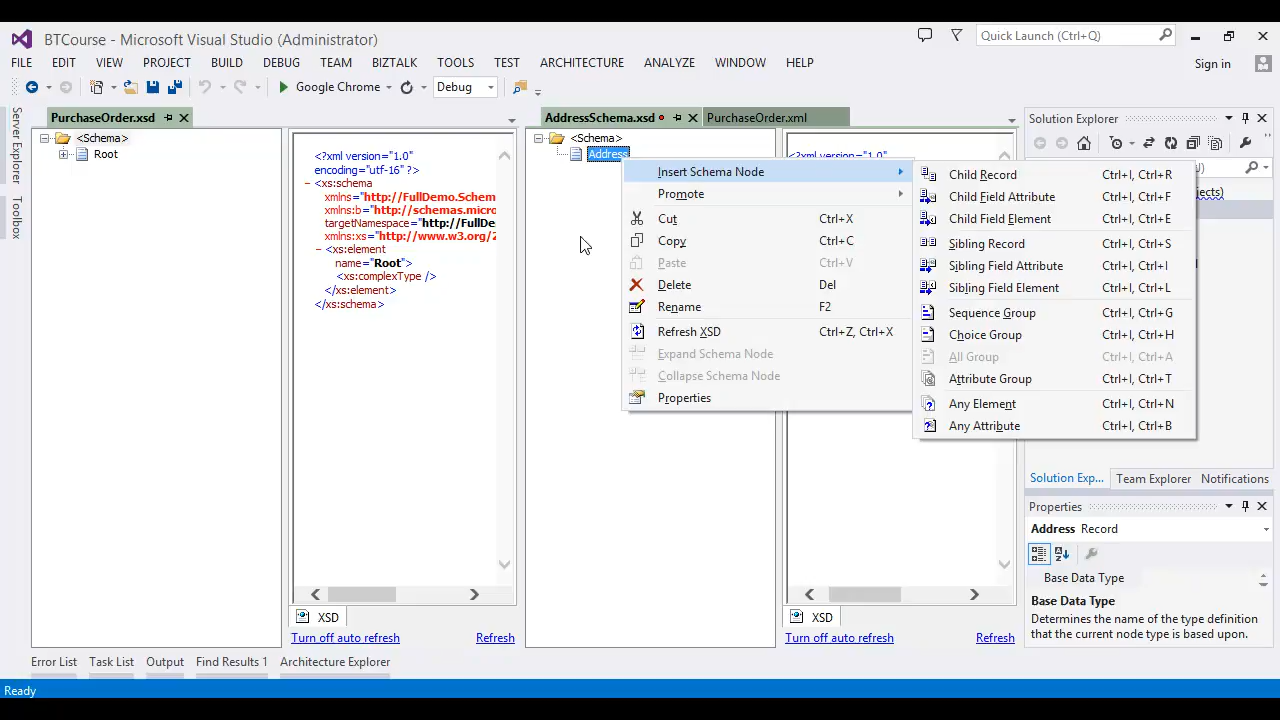 BTCourse - Microsoft Visual Studio (Administrator)
Quick Launch (Ctrl+Q)
FILE EDIT VIEW PROJECT BUILD DEBUG TEAM BIZTALK TOOLS TEST ARCHITECTURE ANALYZE WINDOW HELP
Sign in
Google Chrome
Debug
Server Explorer
Toolbox
PurchaseOrder.xsd
<Schema>
Root
<?xml version="1.0"
encoding="utf-16" ?>
<xs:schema
xmlns="http://FullDemo.Schema
xmlns:b="http://schemas.micro
targetNamespace="http://FullDe
xmlns:xs="http://www.w3.org/2
<xs:element
name="Root">
<xs:complexType />
</xs:element>
</xs:schema>
XSD
Turn off auto refresh
Refresh
AddressSchema.xsd
PurchaseOrder.xml
<Schema>
Address
<?xml version="1.0"
Insert Schema Node
Promote
Cut Ctrl+X
Copy Ctrl+C
Paste Ctrl+V
Delete Del
Rename F2
Refresh XSD Ctrl+Z, Ctrl+X
Expand Schema Node
Collapse Schema Node
Properties
Child Record Ctrl+I, Ctrl+R
Child Field Attribute Ctrl+I, Ctrl+F
Child Field Element Ctrl+I, Ctrl+E
Sibling Record Ctrl+I, Ctrl+S
Sibling Field Attribute Ctrl+I, Ctrl+I
Sibling Field Element Ctrl+I, Ctrl+L
Sequence Group Ctrl+I, Ctrl+G
Choice Group Ctrl+I, Ctrl+H
All Group Ctrl+I, Ctrl+A
Attribute Group Ctrl+I, Ctrl+T
Any Element Ctrl+I, Ctrl+N
Any Attribute Ctrl+I, Ctrl+B
XSD
Turn off auto refresh
Refresh
Solution Explorer
Solution Exp...
Team Explorer
Notifications
Properties
Address Record
Base Data Type
Base Data Type
Determines the name of the type definition
that the current node type is based upon.
Error List Task List Output Find Results 1 Architecture Explorer
Ready